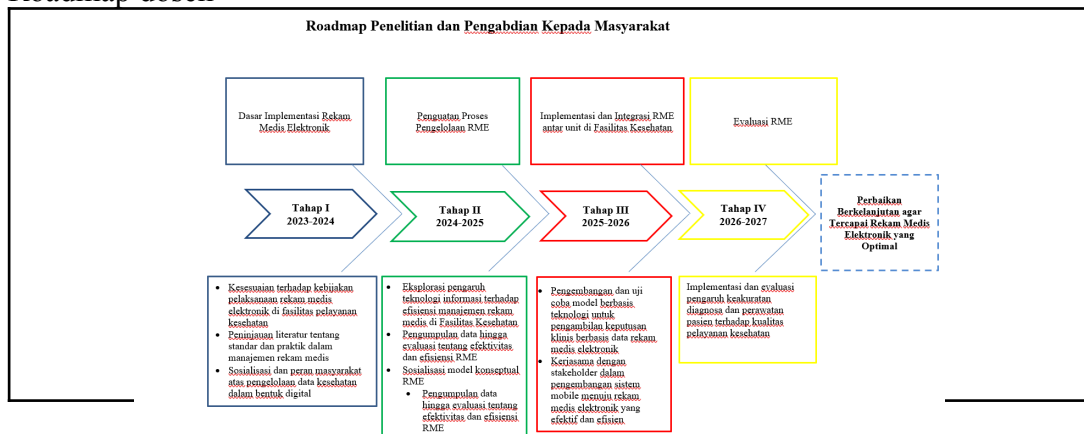 Roadmap dosen
Roadmap Penelitian dan Pengabdian Kepada Masyarakat
Dasar Implementasi Rekam
Medis Elektronik
Penguatan Proses
Pengelolaan RME
Implementasi dan Integrasi RME
antar unit di Fasilitas Kesehatan
Evaluasi RME
Tahap I
2023-2024
Tahap II
2024-2025
Tahap III
2025-2026
Tahap IV
2026-2027
Perbaikan
Berkelanjutan agar
Tercapai Rekam Medis
Elektronik yang
Optimal
• Kesesuaian terhadap kebijakan
pelaksanaan rekam medis
elektronik di fasilitas pelayanan
kesehatan
• Peninjauan literatur tentang
standar dan praktik dalam
manajemen rekam medis
• Sosialisasi dan peran masyarakat
atas pengelolaan data kesehatan
dalam bentuk digital
• Eksplorasi pengaruh
teknologi informasi terhadap
efisiensi manajemen rekam
medis di Fasilitas Kesehatan
• Pengumpulan data hingga
evaluasi tentang efektivitas
dan efisiensi RME
• Sosialisasi model konseptual
RME
• Pengumpulan data
hingga evaluasi tentang
efektivitas dan efisiensi
RME
• Pengembangan dan uji
coba model berbasis
teknologi untuk
pengambilan keputusan
klinis berbasis data rekam
medis elektronik
• Kerjasama dengan
stakeholder dalam
pengembangan sistem
mobile menuju rekam
medis elektronik yang
efektif dan efisien
Implementasi dan evaluasi
pengaruh keakuratan
diagnosa dan perawatan
pasien terhadap kualitas
pelayanan kesehatan